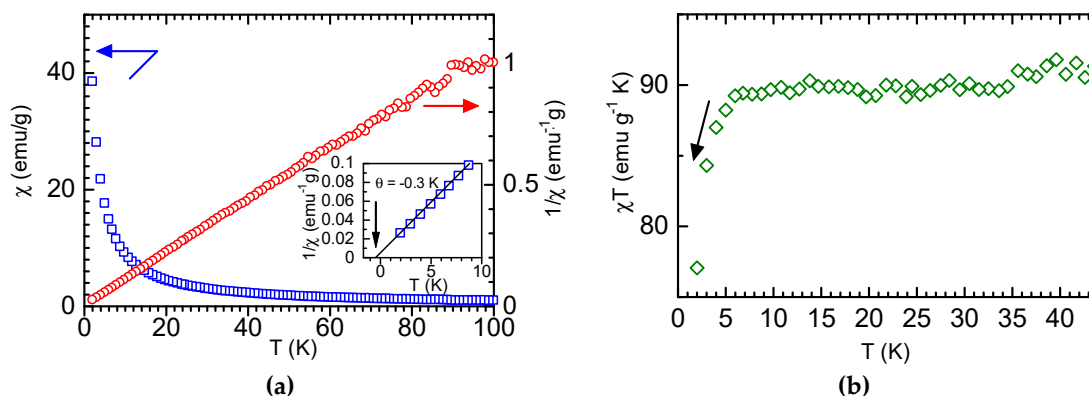 χ (emu/g)
40
20
0
0 20 40 60 80 100
T (K)
1
0.5
0
1/χ (emu⁻¹g)
0.1
0.08
0.06
0.04
0.02
0
0 5 10
1/χ (emu⁻¹g)
θ = -0.3 K
T (K)
(a)
χT (emu g⁻¹ K)
90
80
0 5 10 15 20 25 30 35 40
T (K)
(b)